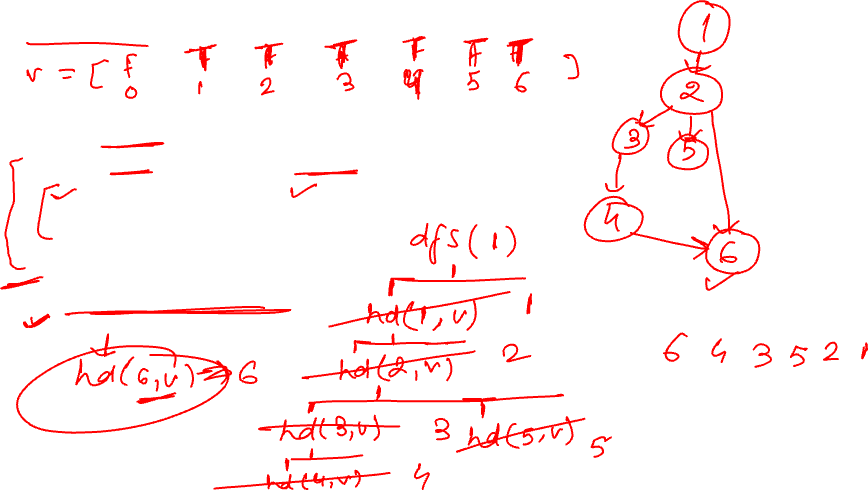 v = [ F T T T T T T ]
0 1 2 3 4 5 6
1
2
3 5
4
6
dfs(1)
hd(1,v) 1
hd(6,v) → 6
hd(2,v) 2
6 4 3 5 2 1
hd(3,v) 3 hd(5,v) 5
hd(4,v) 4